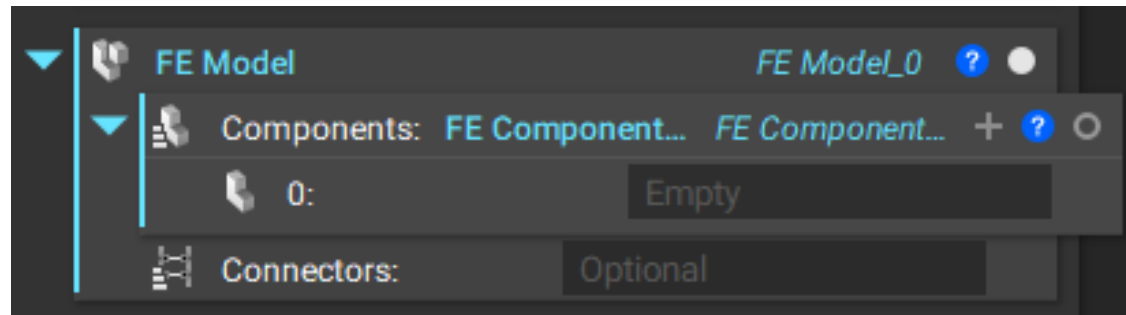 FE Model FE Model_0 ?
Components: FE Component... FE Component... + ?
0: Empty
Connectors: Optional